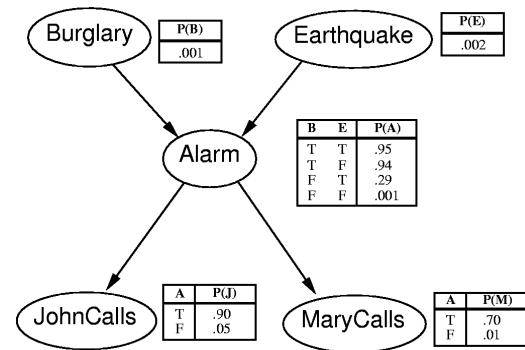 Burglary
P(B)
.001
Earthquake
P(E)
.002
Alarm
B E P(A)
T T .95
T F .94
F T .29
F F .001
JohnCalls
A P(J)
T .90
F .05
MaryCalls
A P(M)
T .70
F .01